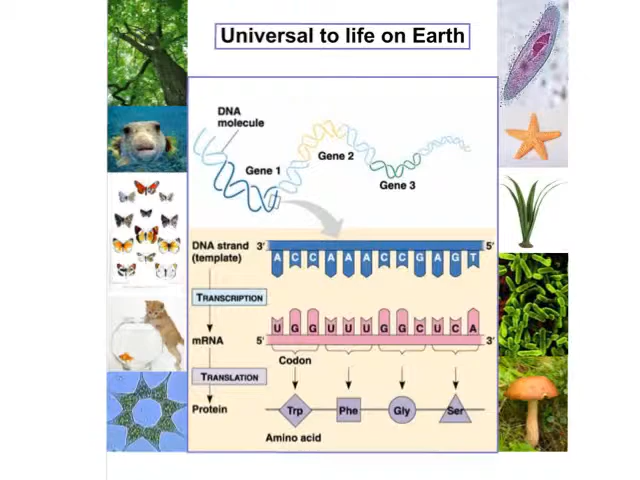 Universal to life on Earth
DNA
molecule
Gene 1
Gene 2
Gene 3
DNA strand
(template)
3′
5′
A C C A A A C C G A G T
TRANSCRIPTION
U G G U U U G G C U C A
mRNA
5′
3′
Codon
TRANSLATION
Protein
Trp
Phe
Gly
Ser
Amino acid